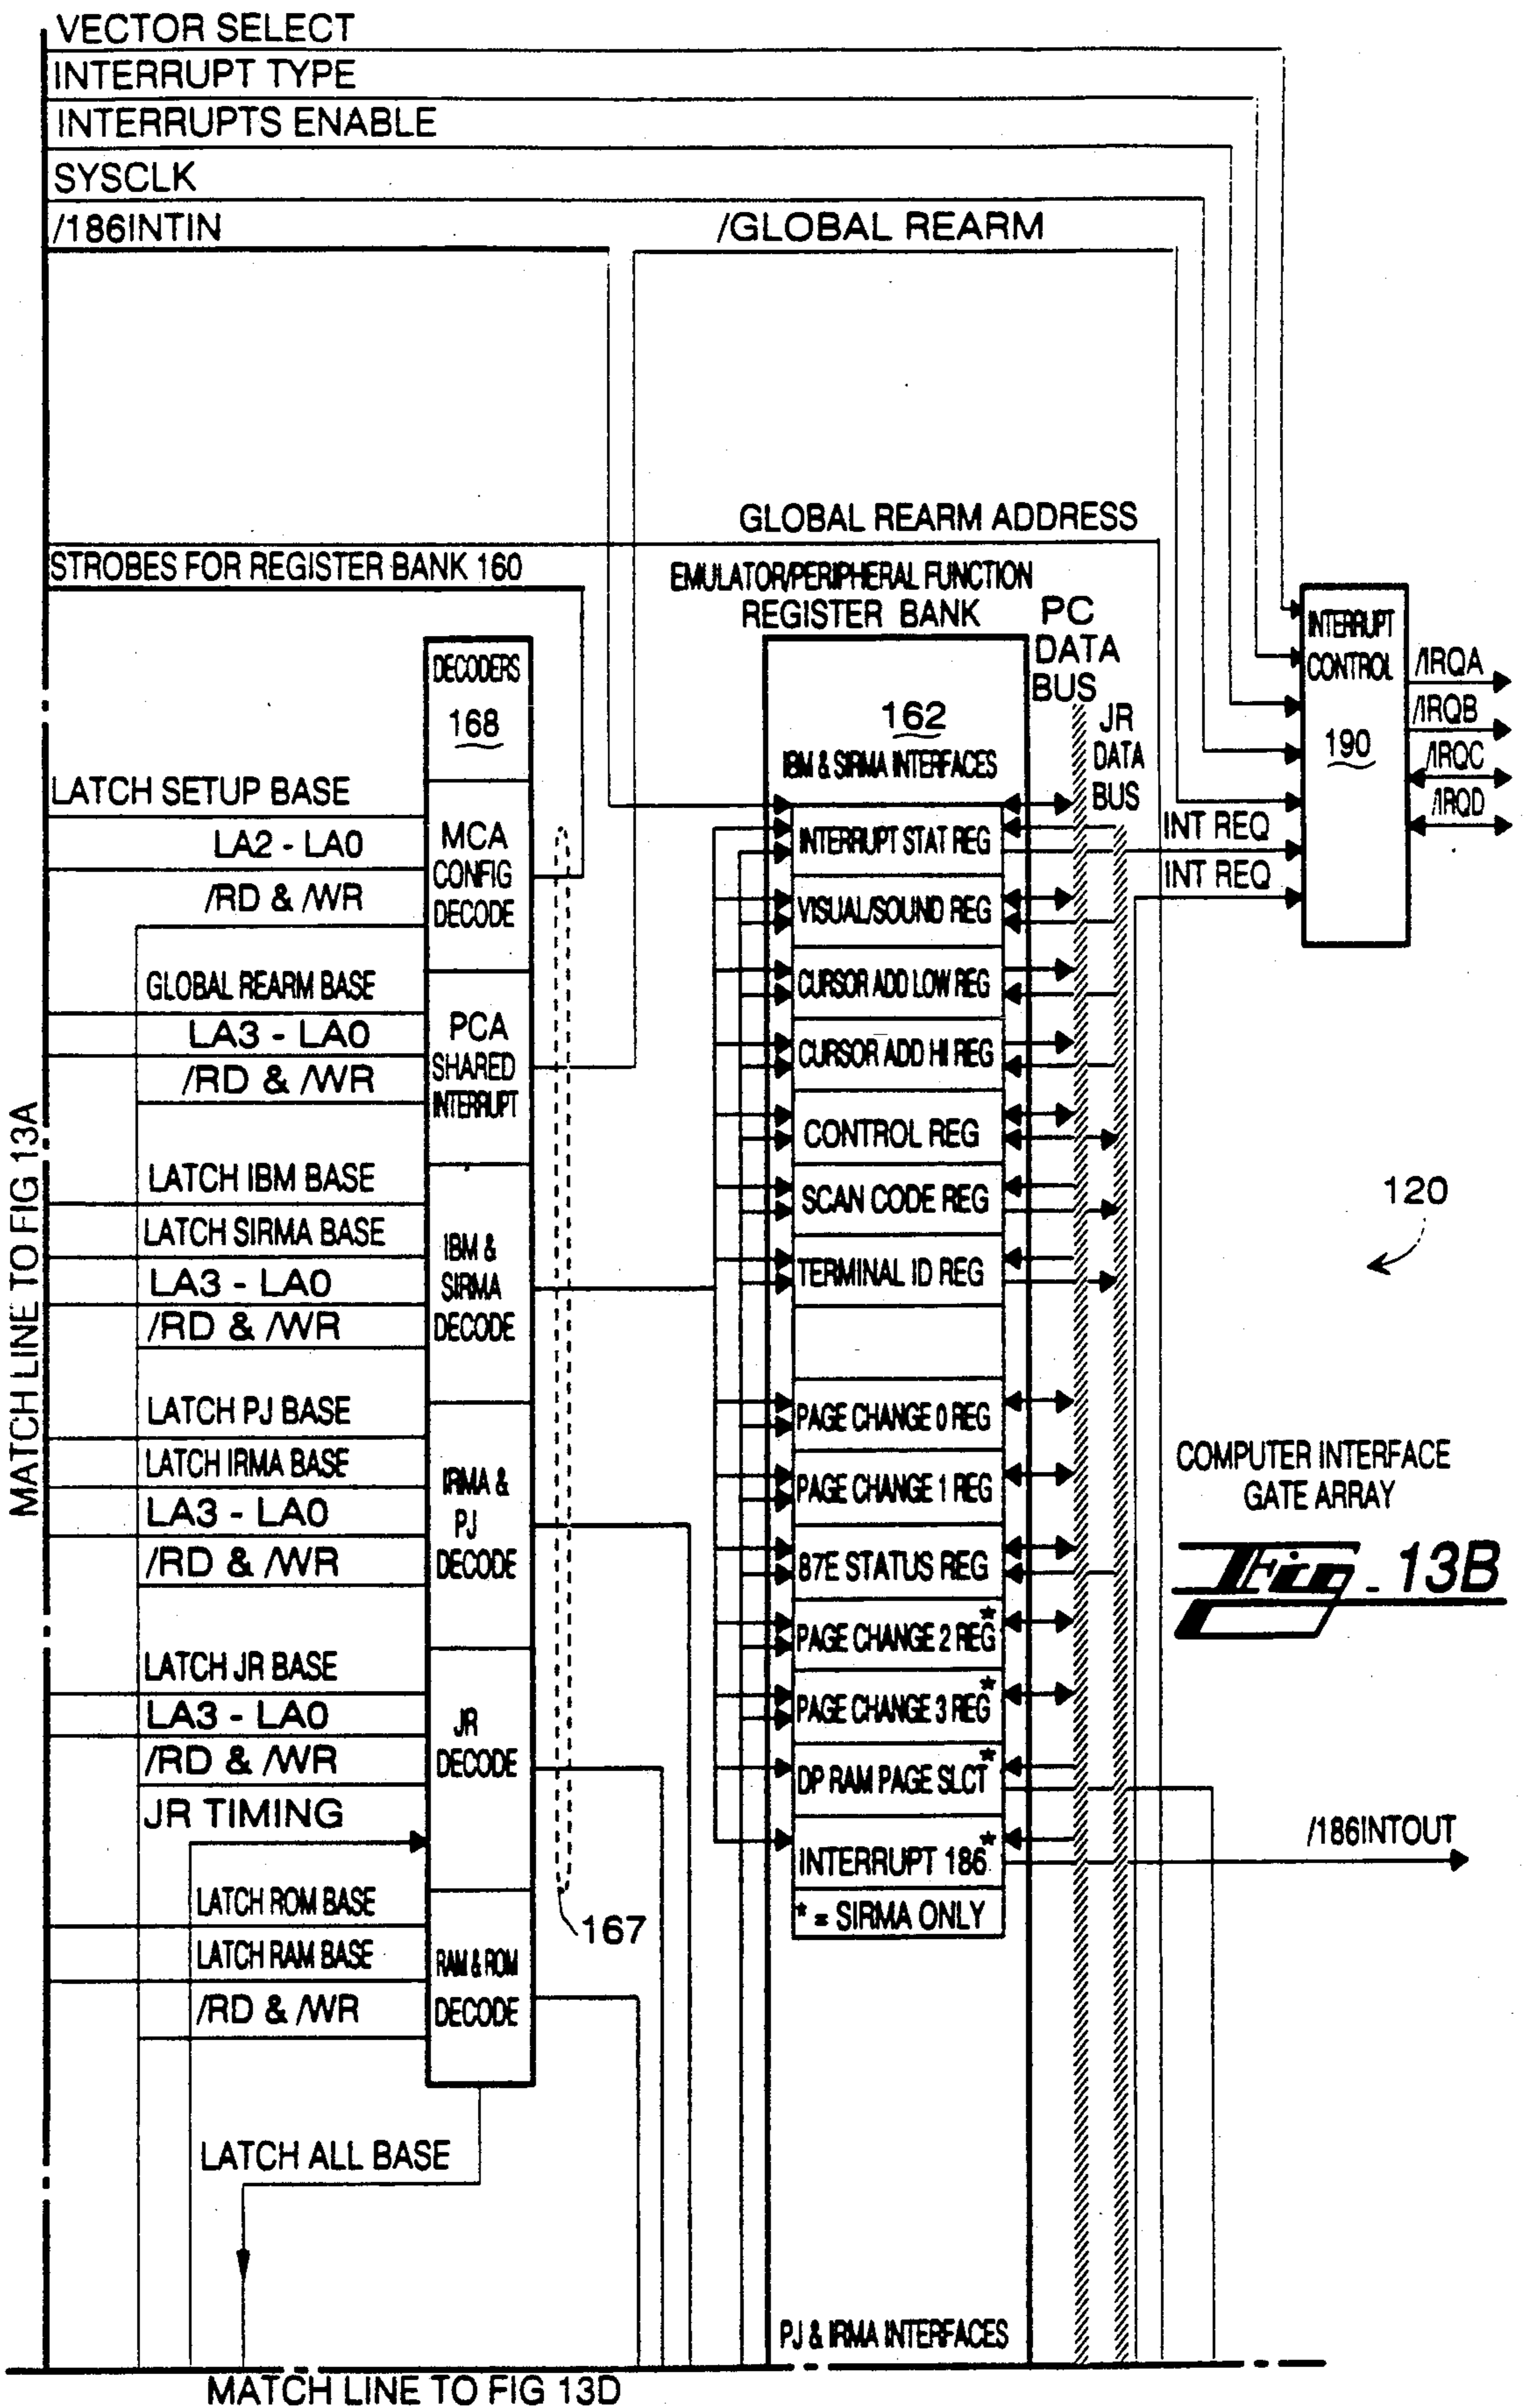 VECTOR SELECT
INTERRUPT TYPE
INTERRUPTS ENABLE
SYSCLK
/186INTIN
/GLOBAL REARM
GLOBAL REARM ADDRESS
STROBES FOR REGISTER BANK 160
EMULATOR/PERIPHERAL FUNCTION
REGISTER BANK
PC
DATA
BUS
JR
DATA
BUS
INTERRUPT
CONTROL
190
/IRQA
/IRQB
/IRQC
/IRQD
INT REQ
INT REQ
DECODERS
168
MCA
CONFIG
DECODE
PCA
SHARED
INTERRUPT
IBM &
SIRMA
DECODE
IRMA &
PJ
DECODE
JR
DECODE
RAM & ROM
DECODE
LATCH SETUP BASE
LA2 - LA0
/RD & /WR
GLOBAL REARM BASE
LA3 - LA0
/RD & /WR
LATCH IBM BASE
LATCH SIRMA BASE
LA3 - LA0
/RD & /WR
LATCH PJ BASE
LATCH IRMA BASE
LA3 - LA0
/RD & /WR
LATCH JR BASE
LA3 - LA0
/RD & /WR
JR TIMING
LATCH ROM BASE
LATCH RAM BASE
/RD & /WR
LATCH ALL BASE
167
162
IBM & SIRMA INTERFACES
INTERRUPT STAT REG
VISUAL/SOUND REG
CURSOR ADD LOW REG
CURSOR ADD HI REG
CONTROL REG
SCAN CODE REG
TERMINAL ID REG
PAGE CHANGE 0 REG
PAGE CHANGE 1 REG
87E STATUS REG
PAGE CHANGE 2 REG*
PAGE CHANGE 3 REG*
DP RAM PAGE SLCT*
INTERRUPT 186*
* = SIRMA ONLY
PJ & IRMA INTERFACES
/186INTOUT
120
COMPUTER INTERFACE
GATE ARRAY
Fig - 13B
MATCH LINE TO FIG 13A
MATCH LINE TO FIG 13D